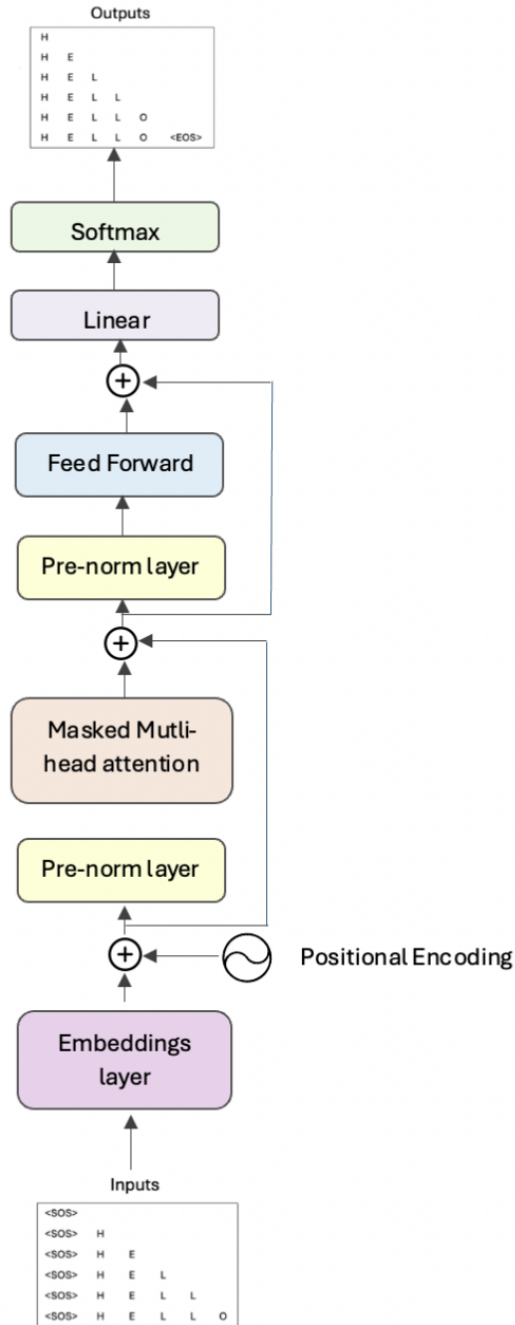 Outputs
H
H E
H E L
H E L L
H E L L O
H E L L O <EOS>
Softmax
Linear
Feed Forward
Pre-norm layer
Masked Mutli-
head attention
Pre-norm layer
Positional Encoding
Embeddings
layer
Inputs
<SOS>
<SOS> H
<SOS> H E
<SOS> H E L
<SOS> H E L L
<SOS> H E L L O